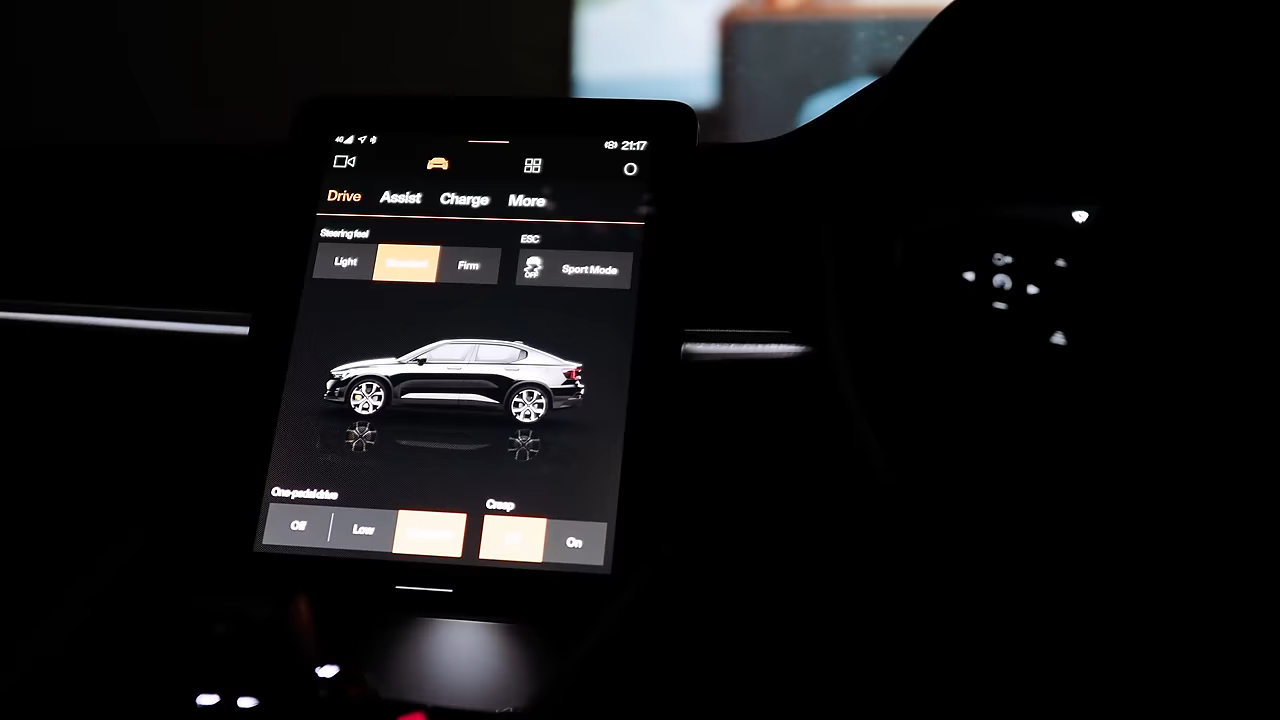 4G 21:17
Drive Assist Charge More
Steering feel ESC
Light Firm OFF Sport Mode
One-pedal drive Creep
Off Low On